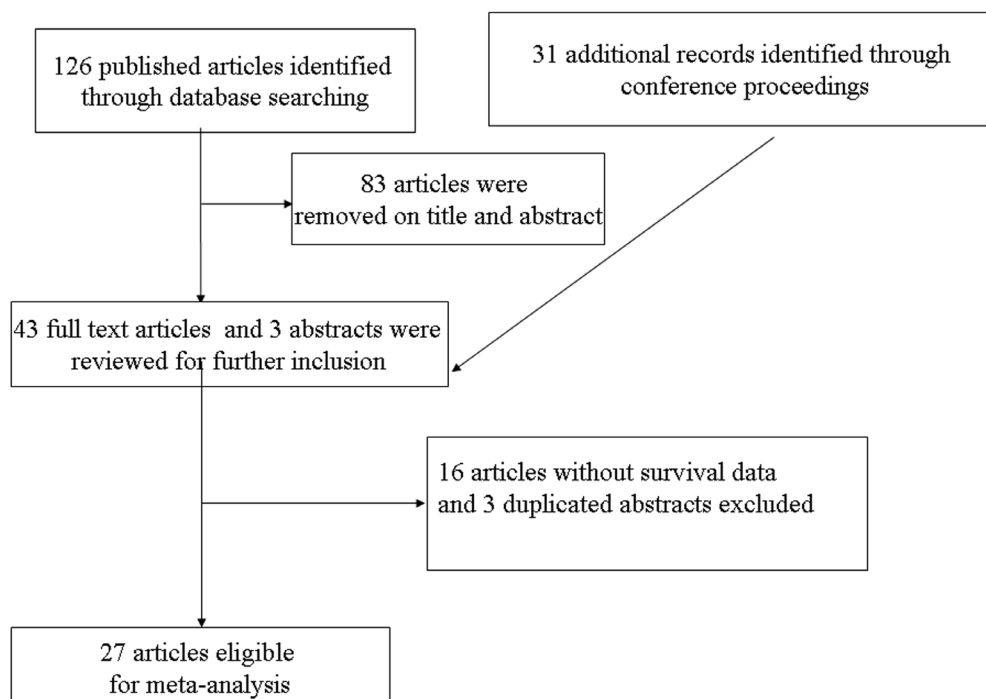 126 published articles identified
through database searching
31 additional records identified through
conference proceedings
83 articles were
removed on title and abstract
43 full text articles and 3 abstracts were
reviewed for further inclusion
16 articles without survival data
and 3 duplicated abstracts excluded
27 articles eligible
for meta-analysis